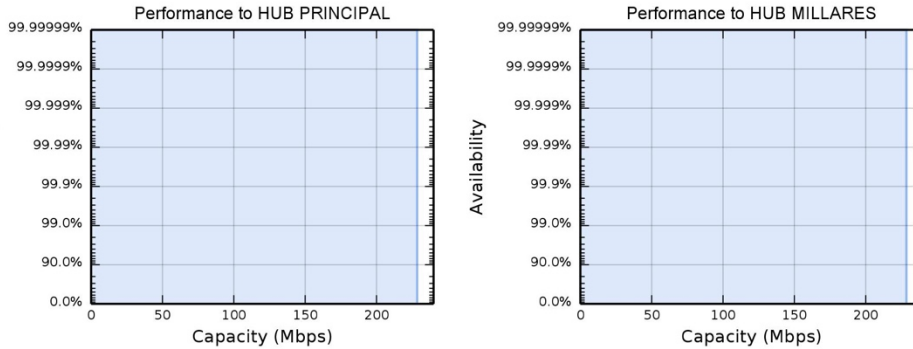 Performance to HUB PRINCIPAL
99.99999%
99.9999%
99.999%
99.99%
99.9%
99.0%
90.0%
0.0%
0 50 100 150 200
Capacity (Mbps)
Performance to HUB MILLARES
Availability
99.99999%
99.9999%
99.999%
99.99%
99.9%
99.0%
90.0%
0.0%
0 50 100 150 200
Capacity (Mbps)